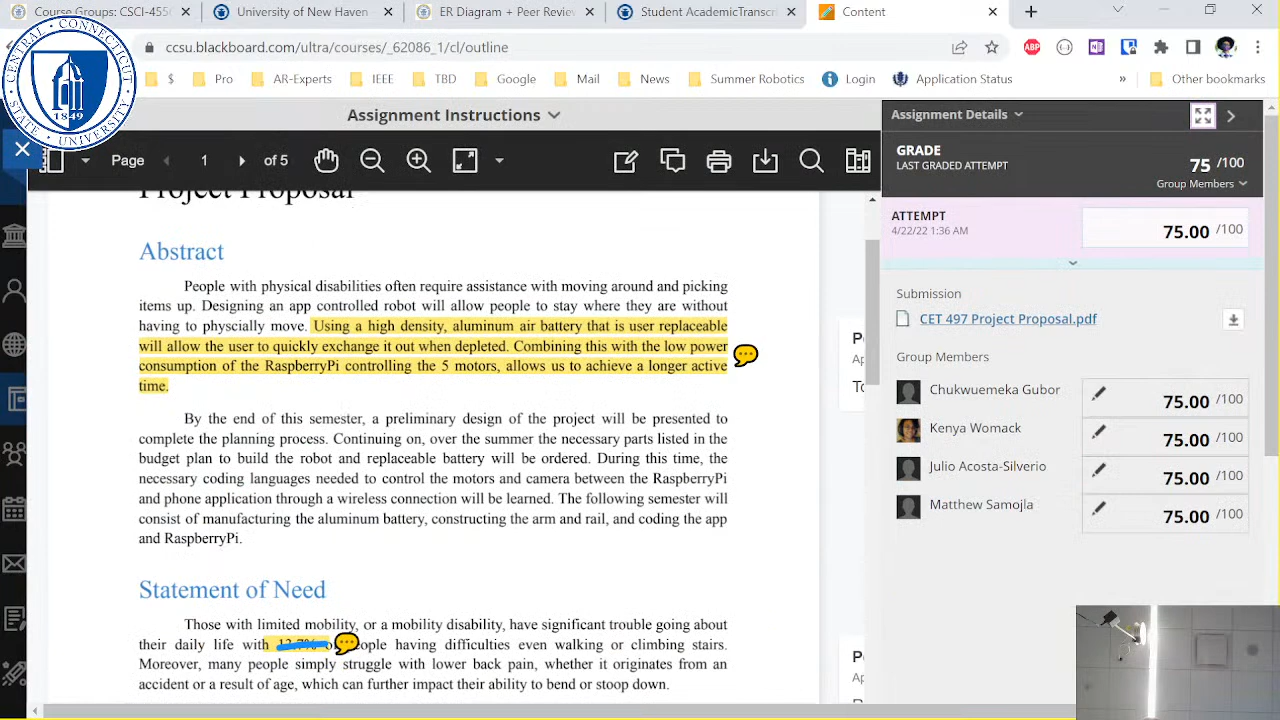 Course Groups: CSCI-455
University of New Haven
ER Diagram + Peer Revie
Student AcademicTranscri
Content
ccsu.blackboard.com/ultra/courses/_62086_1/cl/outline
ABP
$
Pro
AR-Experts
IEEE
TBD
Google
Mail
News
Summer Robotics
Login
Application Status
»
Other bookmarks
CENTRAL CONNECTICUT STATE UNIVERSITY
1849
Assignment Instructions
Page 1 of 5
Project Proposal
Abstract
People with physical disabilities often require assistance with moving around and picking
items up. Designing an app controlled robot will allow people to stay where they are without
having to physcially move. Using a high density, aluminum air battery that is user replaceable
will allow the user to quickly exchange it out when depleted. Combining this with the low power
consumption of the RaspberryPi controlling the 5 motors, allows us to achieve a longer active
time.
By the end of this semester, a preliminary design of the project will be presented to
complete the planning process. Continuing on, over the summer the necessary parts listed in the
budget plan to build the robot and replaceable battery will be ordered. During this time, the
necessary coding languages needed to control the motors and camera between the RaspberryPi
and phone application through a wireless connection will be learned. The following semester will
consist of manufacturing the aluminum battery, constructing the arm and rail, and coding the app
and RaspberryPi.
Statement of Need
Those with limited mobility, or a mobility disability, have significant trouble going about
their daily life with 13.7% of people having difficulties even walking or climbing stairs.
Moreover, many people simply struggle with lower back pain, whether it originates from an
accident or a result of age, which can further impact their ability to bend or stoop down.
Assignment Details
GRADE
LAST GRADED ATTEMPT
75 /100
Group Members
ATTEMPT
4/22/22 1:36 AM
75.00 /100
Submission
CET 497 Project Proposal.pdf
Group Members
Chukwuemeka Gubor
75.00 /100
Kenya Womack
75.00 /100
Julio Acosta-Silverio
75.00 /100
Matthew Samojla
75.00 /100